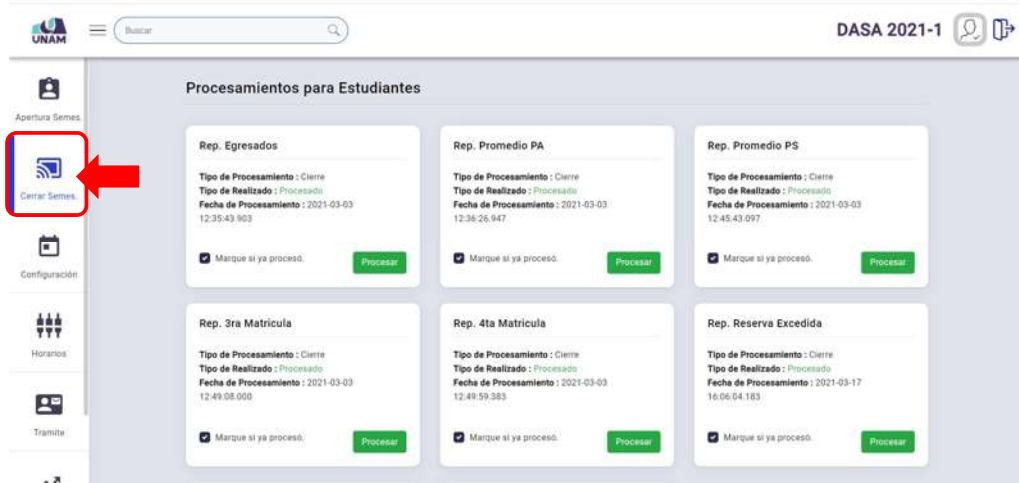 UNAM
Buscar
DASA 2021-1
Apertura Semes.
Cerrar Semes.
Configuración
Horarios
Tramite
Procesamientos para Estudiantes
Rep. Egresados
Tipo de Procesamiento : Cierre
Tipo de Realizado : Procesado
Fecha de Procesamiento : 2021-03-03
12:35:43.903
Marque si ya procesó.
Procesar
Rep. Promedio PA
Tipo de Procesamiento : Cierre
Tipo de Realizado : Procesado
Fecha de Procesamiento : 2021-03-03
12:36:26.947
Marque si ya procesó.
Procesar
Rep. Promedio PS
Tipo de Procesamiento : Cierre
Tipo de Realizado : Procesado
Fecha de Procesamiento : 2021-03-03
12:45:43.097
Marque si ya procesó.
Procesar
Rep. 3ra Matricula
Tipo de Procesamiento : Cierre
Tipo de Realizado : Procesado
Fecha de Procesamiento : 2021-03-03
12:49:08.000
Marque si ya procesó.
Procesar
Rep. 4ta Matricula
Tipo de Procesamiento : Cierre
Tipo de Realizado : Procesado
Fecha de Procesamiento : 2021-03-03
12:49:59.383
Marque si ya procesó.
Procesar
Rep. Reserva Excedida
Tipo de Procesamiento : Cierre
Tipo de Realizado : Procesado
Fecha de Procesamiento : 2021-03-17
16:06:04.183
Marque si ya procesó.
Procesar